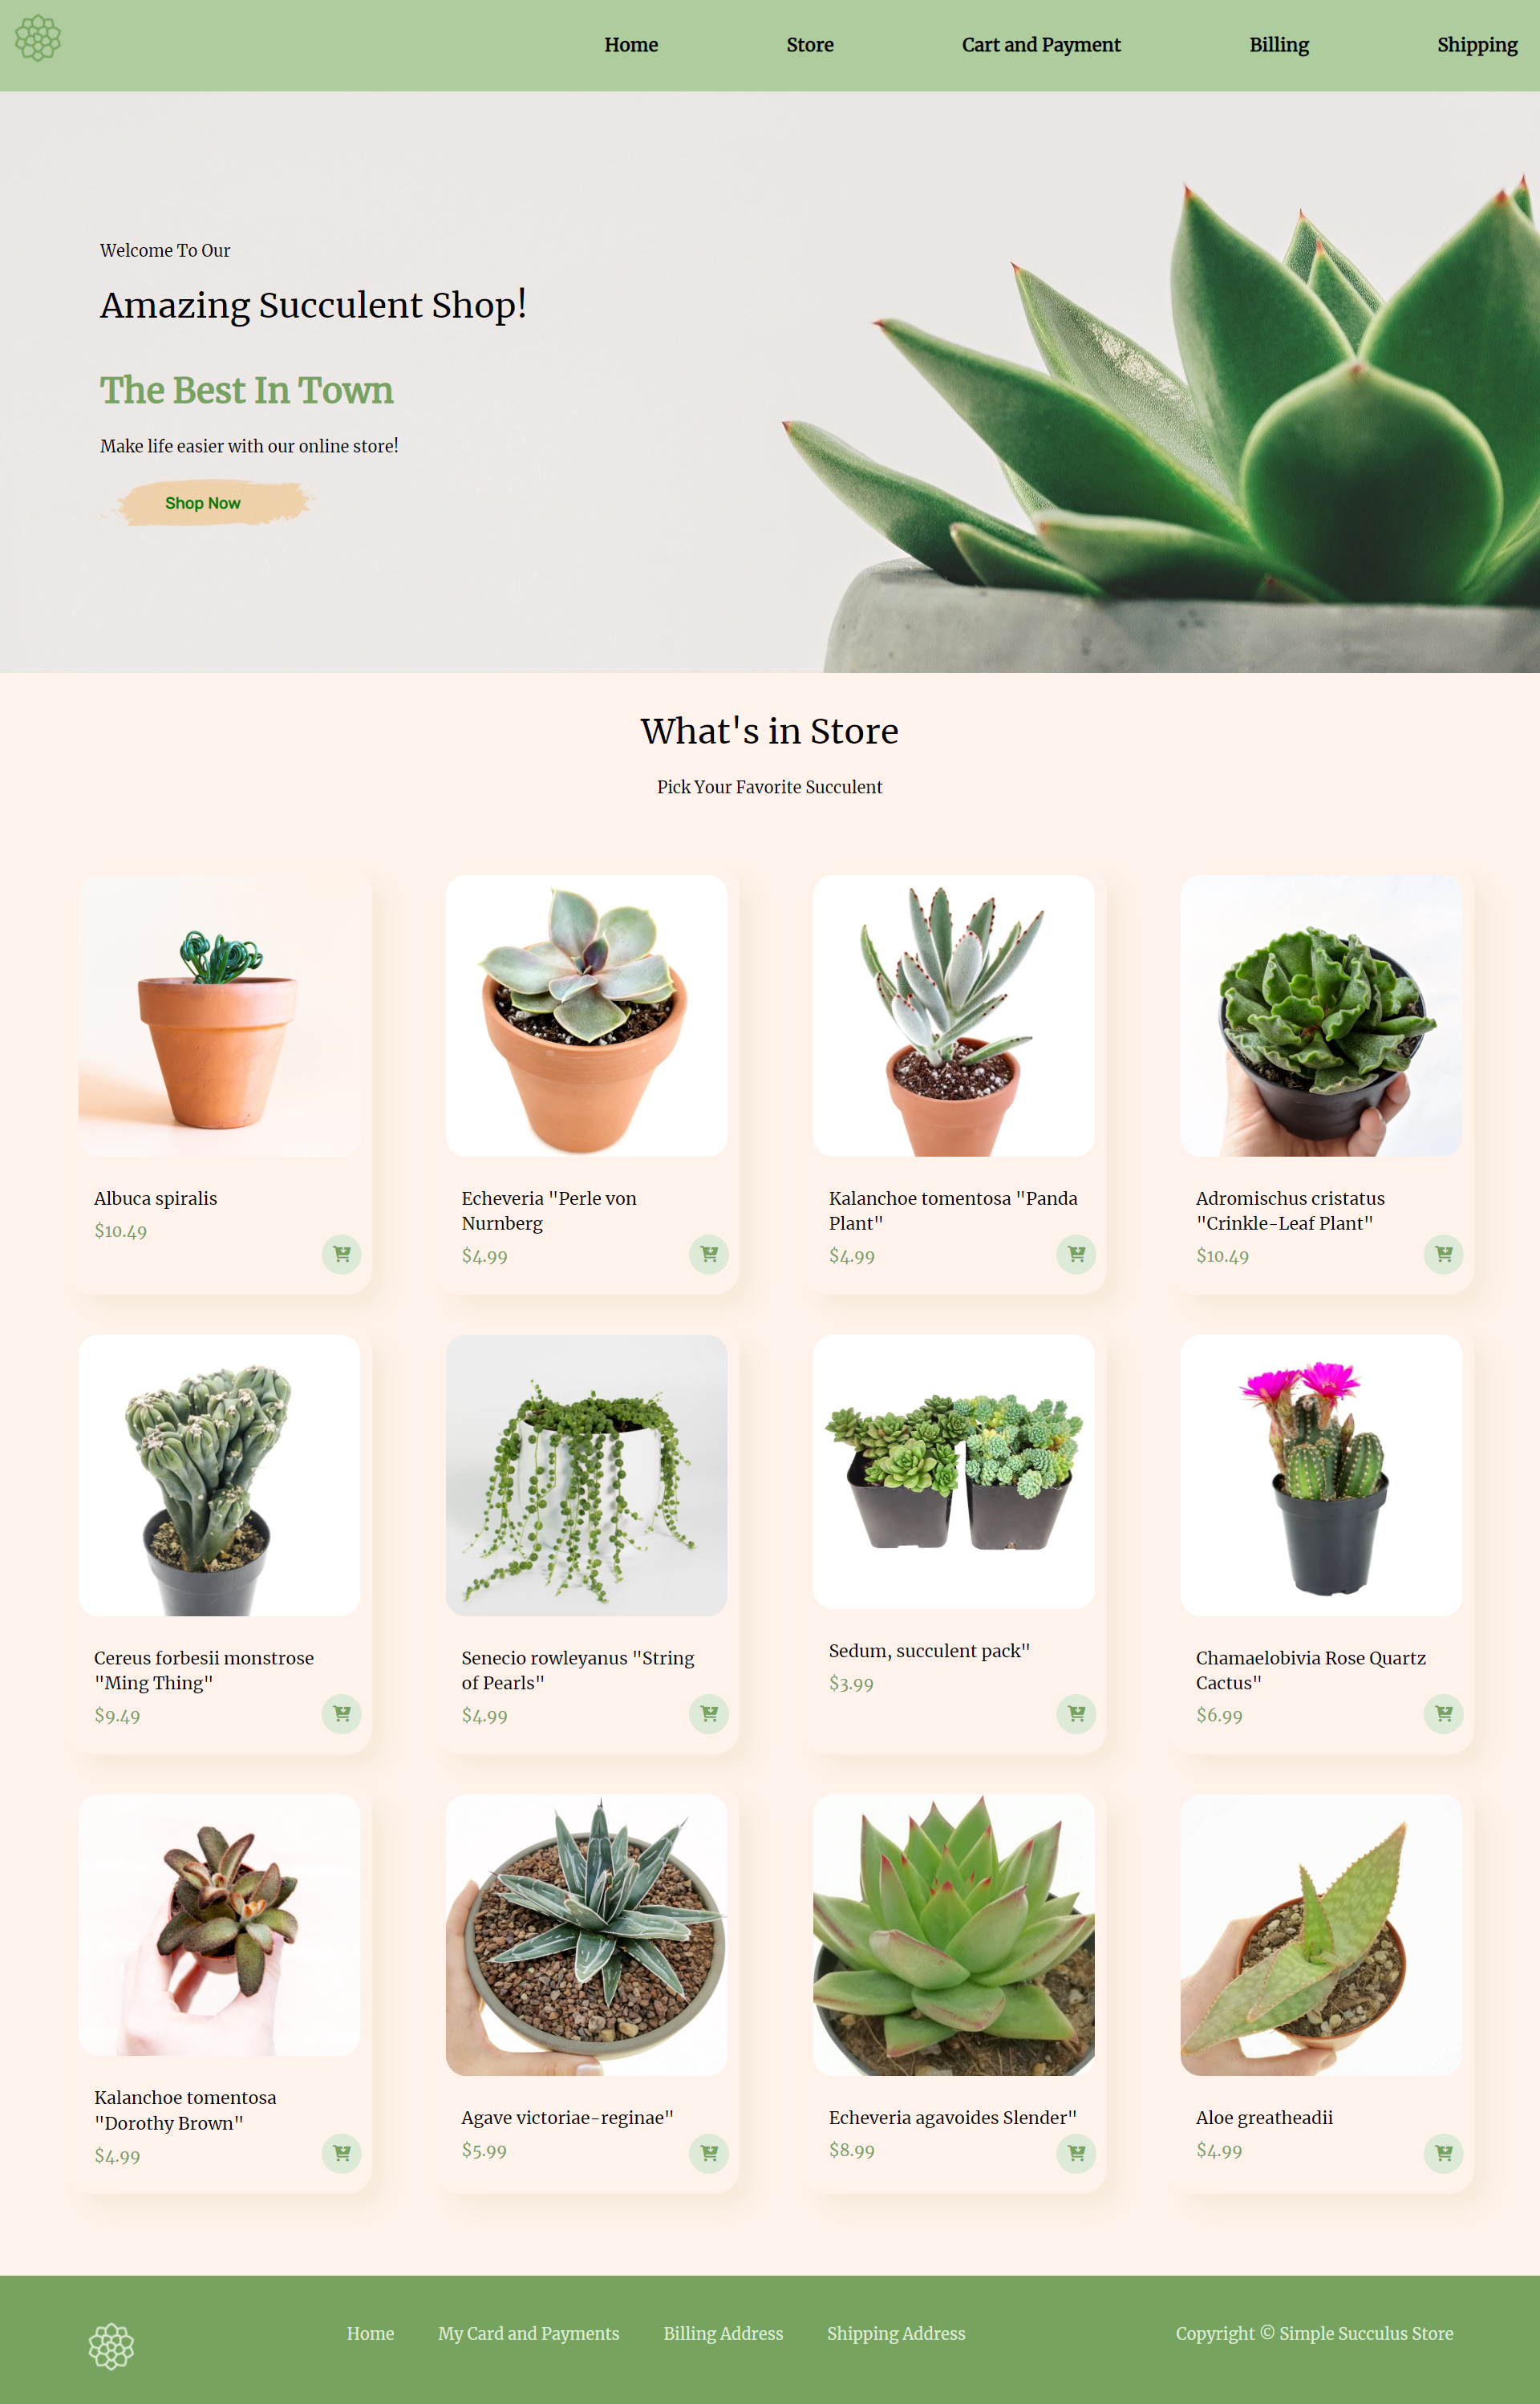 Home
Store
Cart and Payment
Billing
Shipping
Welcome To Our
Amazing Succulent Shop!
The Best In Town
Make life easier with our online store!
Shop Now
What's in Store
Pick Your Favorite Succulent
Albuca spiralis
$10.49
Echeveria "Perle von
Nurnberg
$4.99
Kalanchoe tomentosa "Panda
Plant"
$4.99
Adromischus cristatus
"Crinkle-Leaf Plant"
$10.49
Cereus forbesii monstrose
"Ming Thing"
$9.49
Senecio rowleyanus "String
of Pearls"
$4.99
Sedum, succulent pack"
$3.99
Chamaelobivia Rose Quartz
Cactus"
$6.99
Kalanchoe tomentosa
"Dorothy Brown"
$4.99
Agave victoriae-reginae"
$5.99
Echeveria agavoides Slender"
$8.99
Aloe greatheadii
$4.99
Home
My Card and Payments
Billing Address
Shipping Address
Copyright © Simple Succulus Store